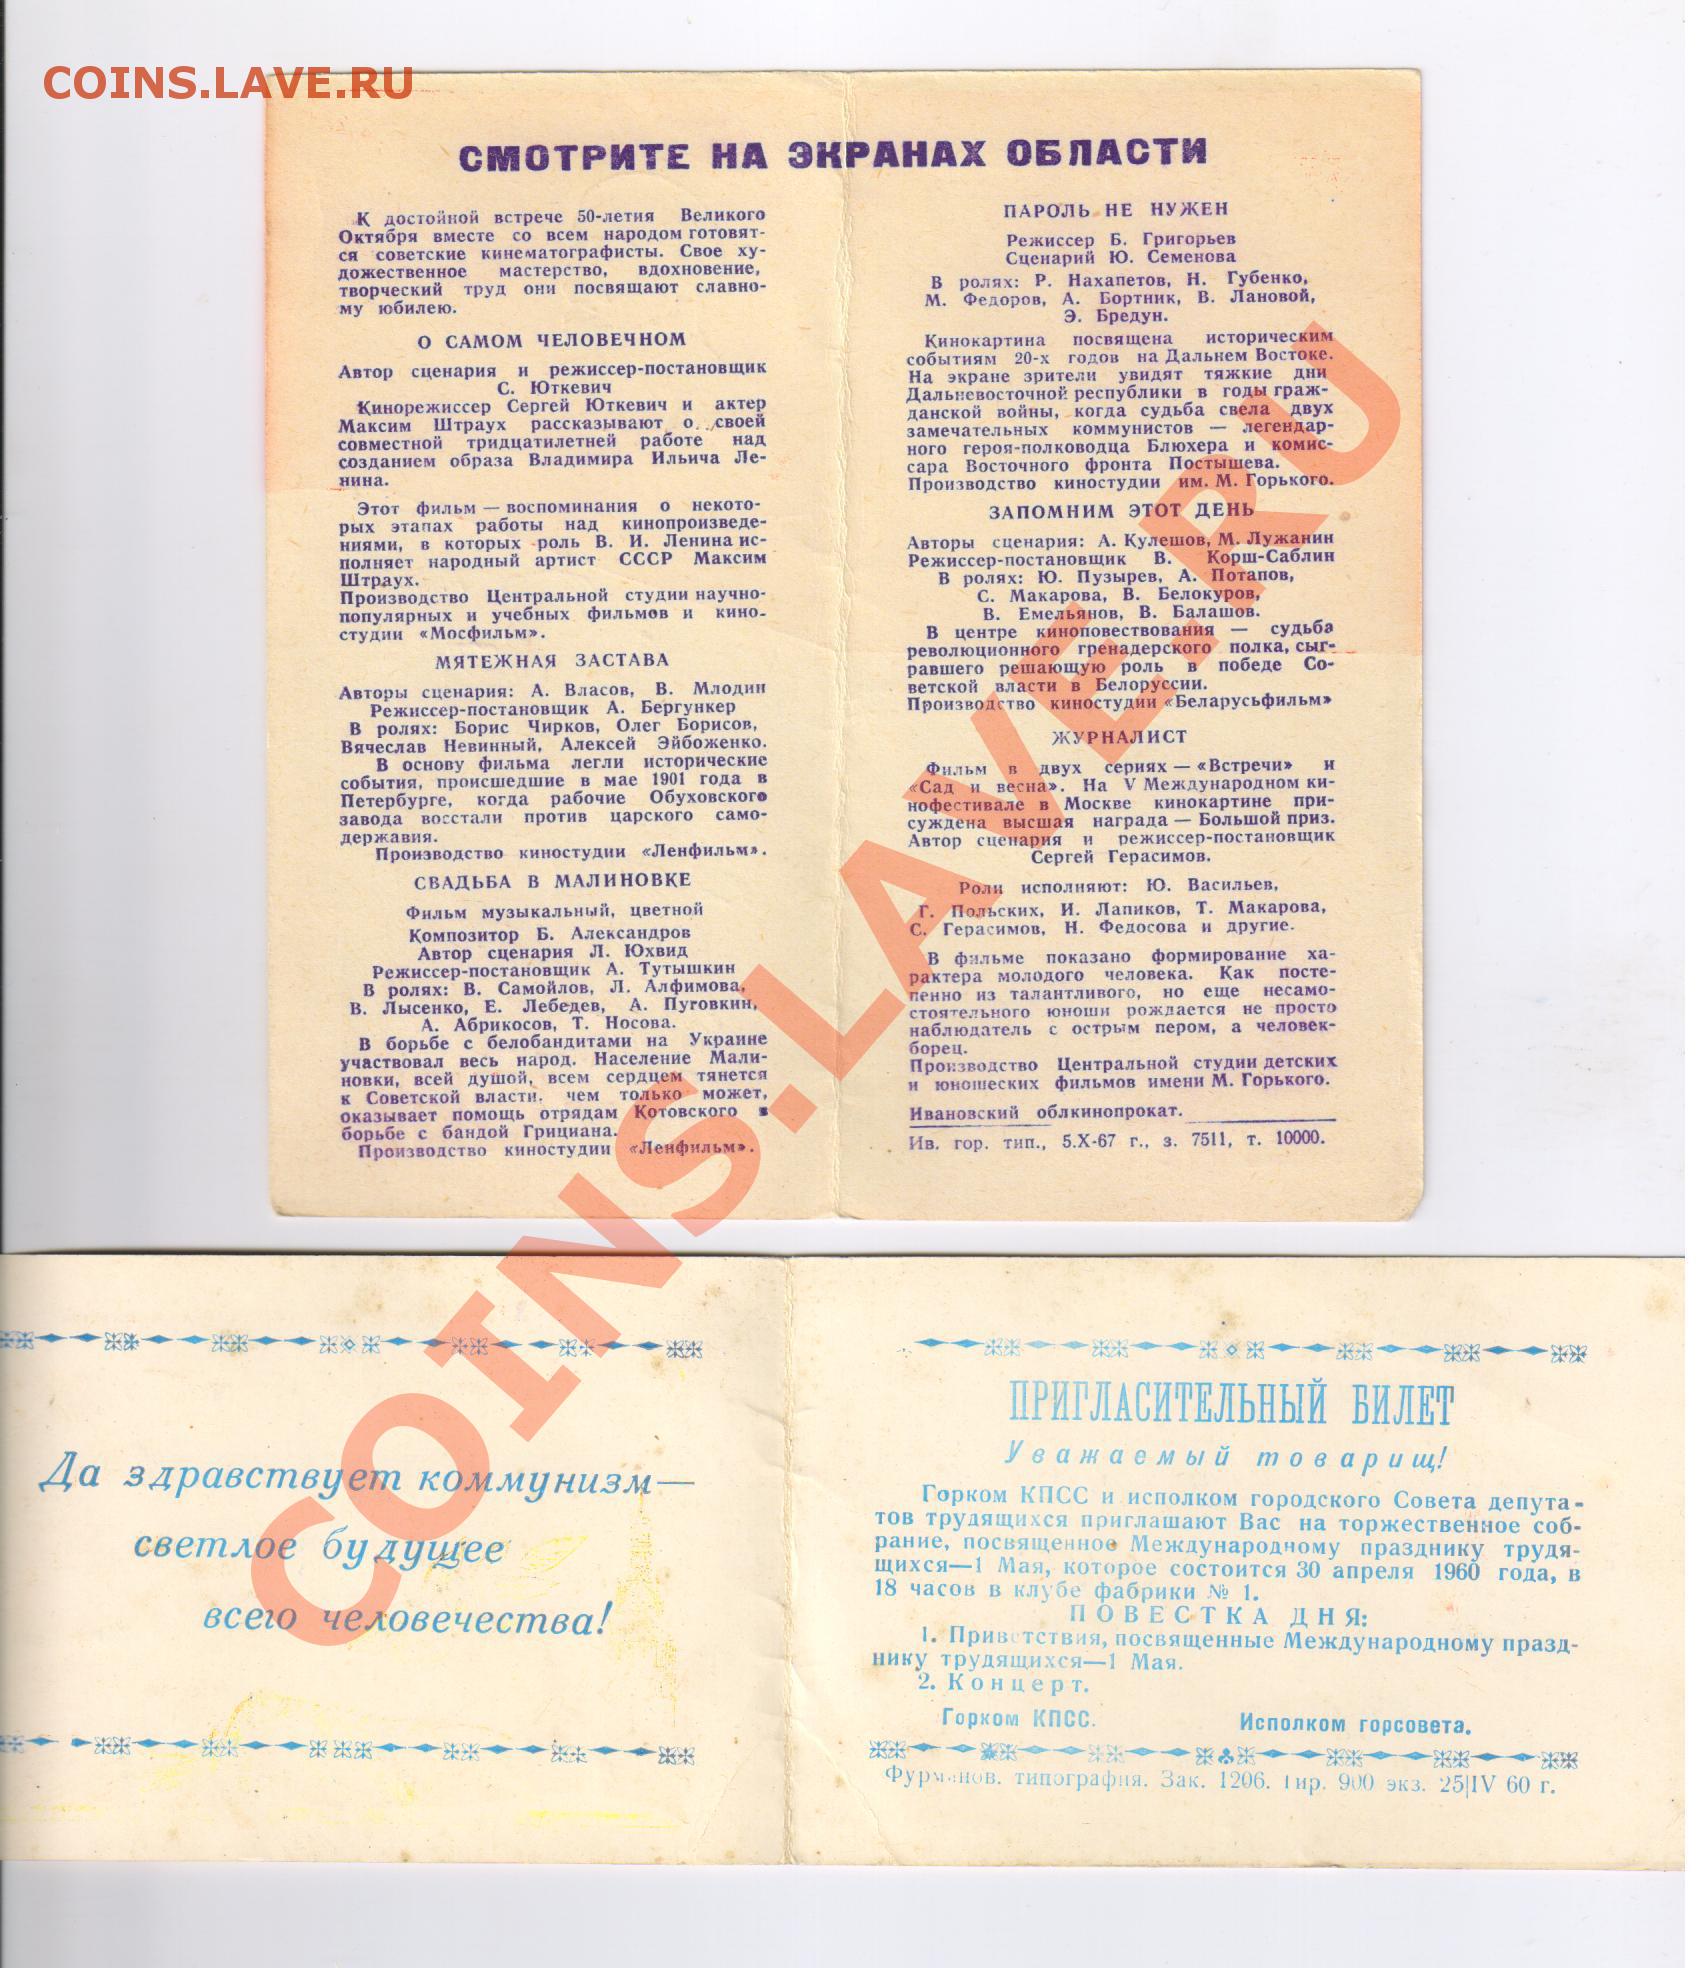 COINS.LAVE.RU
СМОТРИТЕ НА ЭКРАНАХ ОБЛАСТИ
К достойной встрече 50-летия Великого
Октября вместе со всем народом готовят-
ся советские кинематографисты. Свое ху-
дожественное мастерство, вдохновение,
творческий труд они посвящают славно-
му юбилею.
О САМОМ ЧЕЛОВЕЧНОМ
Автор сценария и режиссер-постановщик
С. Юткевич
Кинорежиссер Сергей Юткевич и актер
Максим Штраух рассказывают о своей
совместной тридцатилетней работе над
созданием образа Владимира Ильича Ле-
нина.
Этот фильм — воспоминания о некото-
рых этапах работы над кинопроизведе-
ниями, в которых роль В. И. Ленина ис-
полняет народный артист СССР Максим
Штраух.
Производство Центральной студии научно-
популярных и учебных фильмов и кино-
студии «Мосфильм».
МЯТЕЖНАЯ ЗАСТАВА
Авторы сценария: А. Власов, В. Млодин
Режиссер-постановщик А. Бергункер
В ролях: Борис Чирков, Олег Борисов,
Вячеслав Невинный, Алексей Эйбоженко.
В основу фильма легли исторические
события, происшедшие в мае 1901 года в
Петербурге, когда рабочие Обуховского
завода восстали против царского само-
державия.
Производство киностудии «Ленфильм».
СВАДЬБА В МАЛИНОВКЕ
Фильм музыкальный, цветной
Композитор Б. Александров
Автор сценария Л. Юхвид
Режиссер-постановщик А. Тутышкин
В ролях: В. Самойлов, Л. Алфимова,
В. Лысенко, Е. Лебедев, А. Пуговкин,
А. Абрикосов, Т. Носова.
В борьбе с белобандитами на Украине
участвовал весь народ. Население Мали-
новки, всей душой, всем сердцем тянется
к Советской власти, чем только может,
оказывает помощь отрядам Котовского в
борьбе с бандой Грициана.
Производство киностудии «Ленфильм».
ПАРОЛЬ НЕ НУЖЕН
Режиссер Б. Григорьев
Сценарий Ю. Семенова
В ролях: Р. Нахапетов, Н. Губенко,
М. Федоров, А. Бортник, В. Лановой,
Э. Бредун.
Кинокартина посвящена историческим
событиям 20-х годов на Дальнем Востоке.
На экране зрители увидят тяжкие дни
Дальневосточной республики в годы граж-
данской войны, когда судьба свела двух
замечательных коммунистов — легендар-
ного героя-полководца Блюхера и комис-
сара Восточного фронта Постышева.
Производство киностудии им. М. Горького.
ЗАПОМНИМ ЭТОТ ДЕНЬ
Авторы сценария: А. Кулешов, М. Лужанин
Режиссер-постановщик В. Корш-Саблин
В ролях: Ю. Пузырев, А. Потапов,
С. Макарова, В. Белокуров,
В. Емельянов, В. Балашов.
В центре киноповествования — судьба
революционного гренадерского полка, сыг-
равшего решающую роль в победе Со-
ветской власти в Белоруссии.
Производство киностудии «Беларусьфильм»
ЖУРНАЛИСТ
Фильм в двух сериях — «Встречи» и
«Сад и весна». На V Международном ки-
нофестивале в Москве кинокартине при-
суждена высшая награда — Большой приз.
Автор сценария и режиссер-постановщик
Сергей Герасимов.
Роли исполняют: Ю. Васильев,
Г. Польских, И. Лапиков, Т. Макарова,
С. Герасимов, Н. Федосова и другие.
В фильме показано формирование ха-
рактера молодого человека. Как посте-
пенно из талантливого, но еще несамо-
стоятельного юноши рождается не просто
наблюдатель с острым пером, а человек-
борец.
Производство Центральной студии детских
и юношеских фильмов имени М. Горького.
Ивановский облкинопрокат.
Ив. гор. тип., 5.X-67 г., з. 7511, т. 10000.
COINS.LAVE.RU
Да здравствует коммунизм—
светлое будущее
всего человечества!
ПРИГЛАСИТЕЛЬНЫЙ БИЛЕТ
Уважаемый товарищ!
Горком КПСС и исполком городского Совета депута-
тов трудящихся приглашают Вас на торжественное соб-
рание, посвященное Международному празднику трудя-
щихся—1 Мая, которое состоится 30 апреля 1960 года, в
18 часов в клубе фабрики № 1.
ПОВЕСТКА ДНЯ:
1. Приветствия, посвященные Международному празд-
нику трудящихся—1 Мая.
2. Концерт.
Горком КПСС. Исполком горсовета.
Фурманов. типография. Зак. 1206. Тир. 900 экз. 25|IV 60 г.